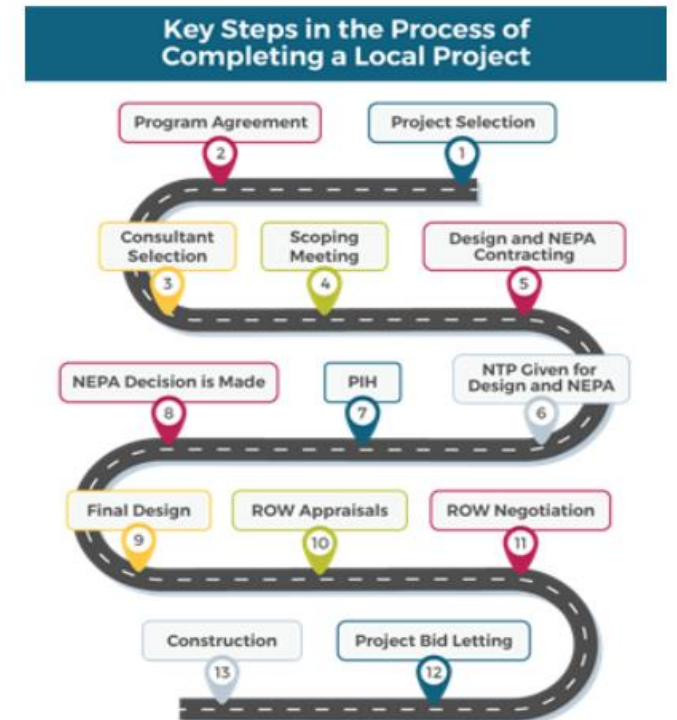 Key Steps in the Process of
Completing a Local Project
Program Agreement
Project Selection
2
1
Consultant
Selection
Scoping
Meeting
Design and NEPA
Contracting
3
4
5
NEPA Decision is Made
PIH
NTP Given for
Design and NEPA
8
7
6
Final Design
ROW Appraisals
ROW Negotiation
9
10
11
Construction
Project Bid Letting
13
12